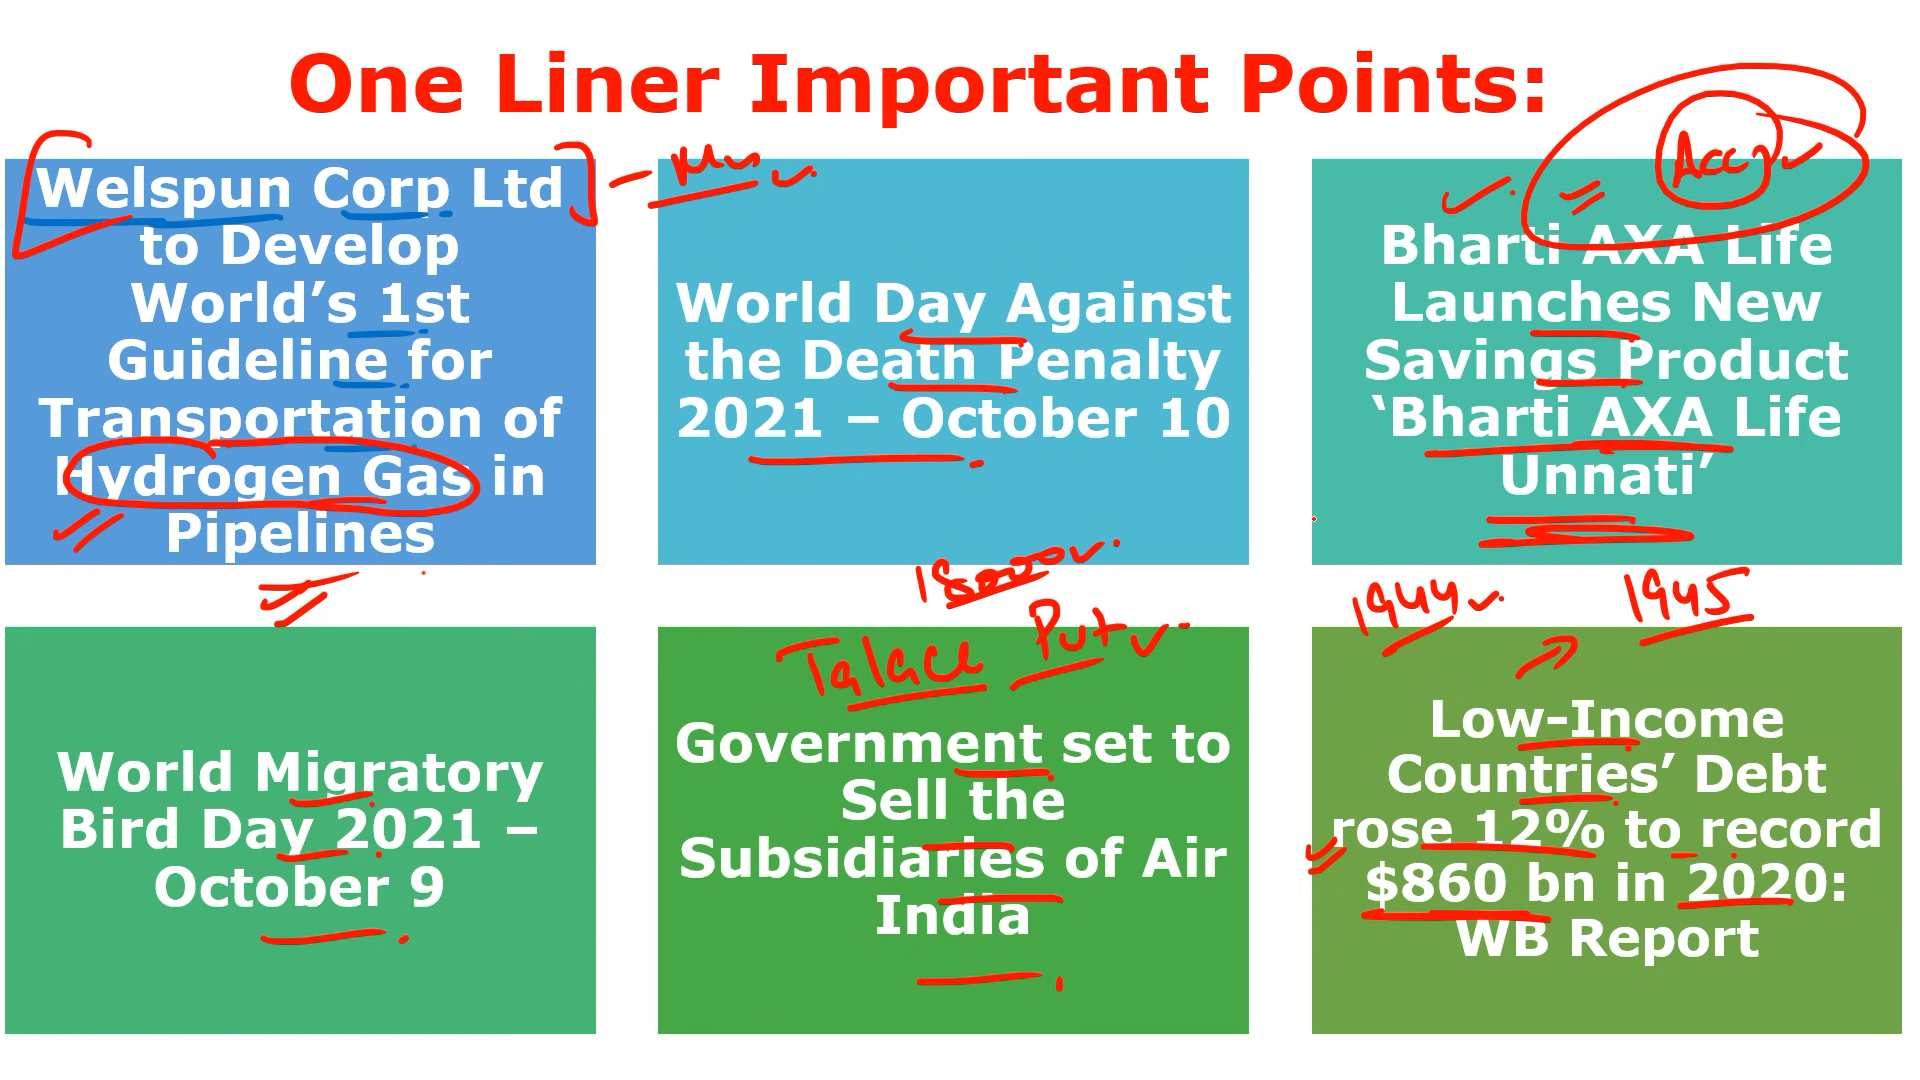 One Liner Important Points:
Welspun Corp Ltd
to Develop
World’s 1st
Guideline for
Transportation of
Hydrogen Gas in
Pipelines
World Day Against
the Death Penalty
2021 – October 10
Acc
Bharti AXA Life
Launches New
Savings Product
‘Bharti AXA Life
Unnati’
World Migratory
Bird Day 2021 –
October 9
18000
Talace Put
Government set to
Sell the
Subsidiaries of Air
India
1944 1945
Low-Income
Countries’ Debt
rose 12% to record
$860 bn in 2020:
WB Report